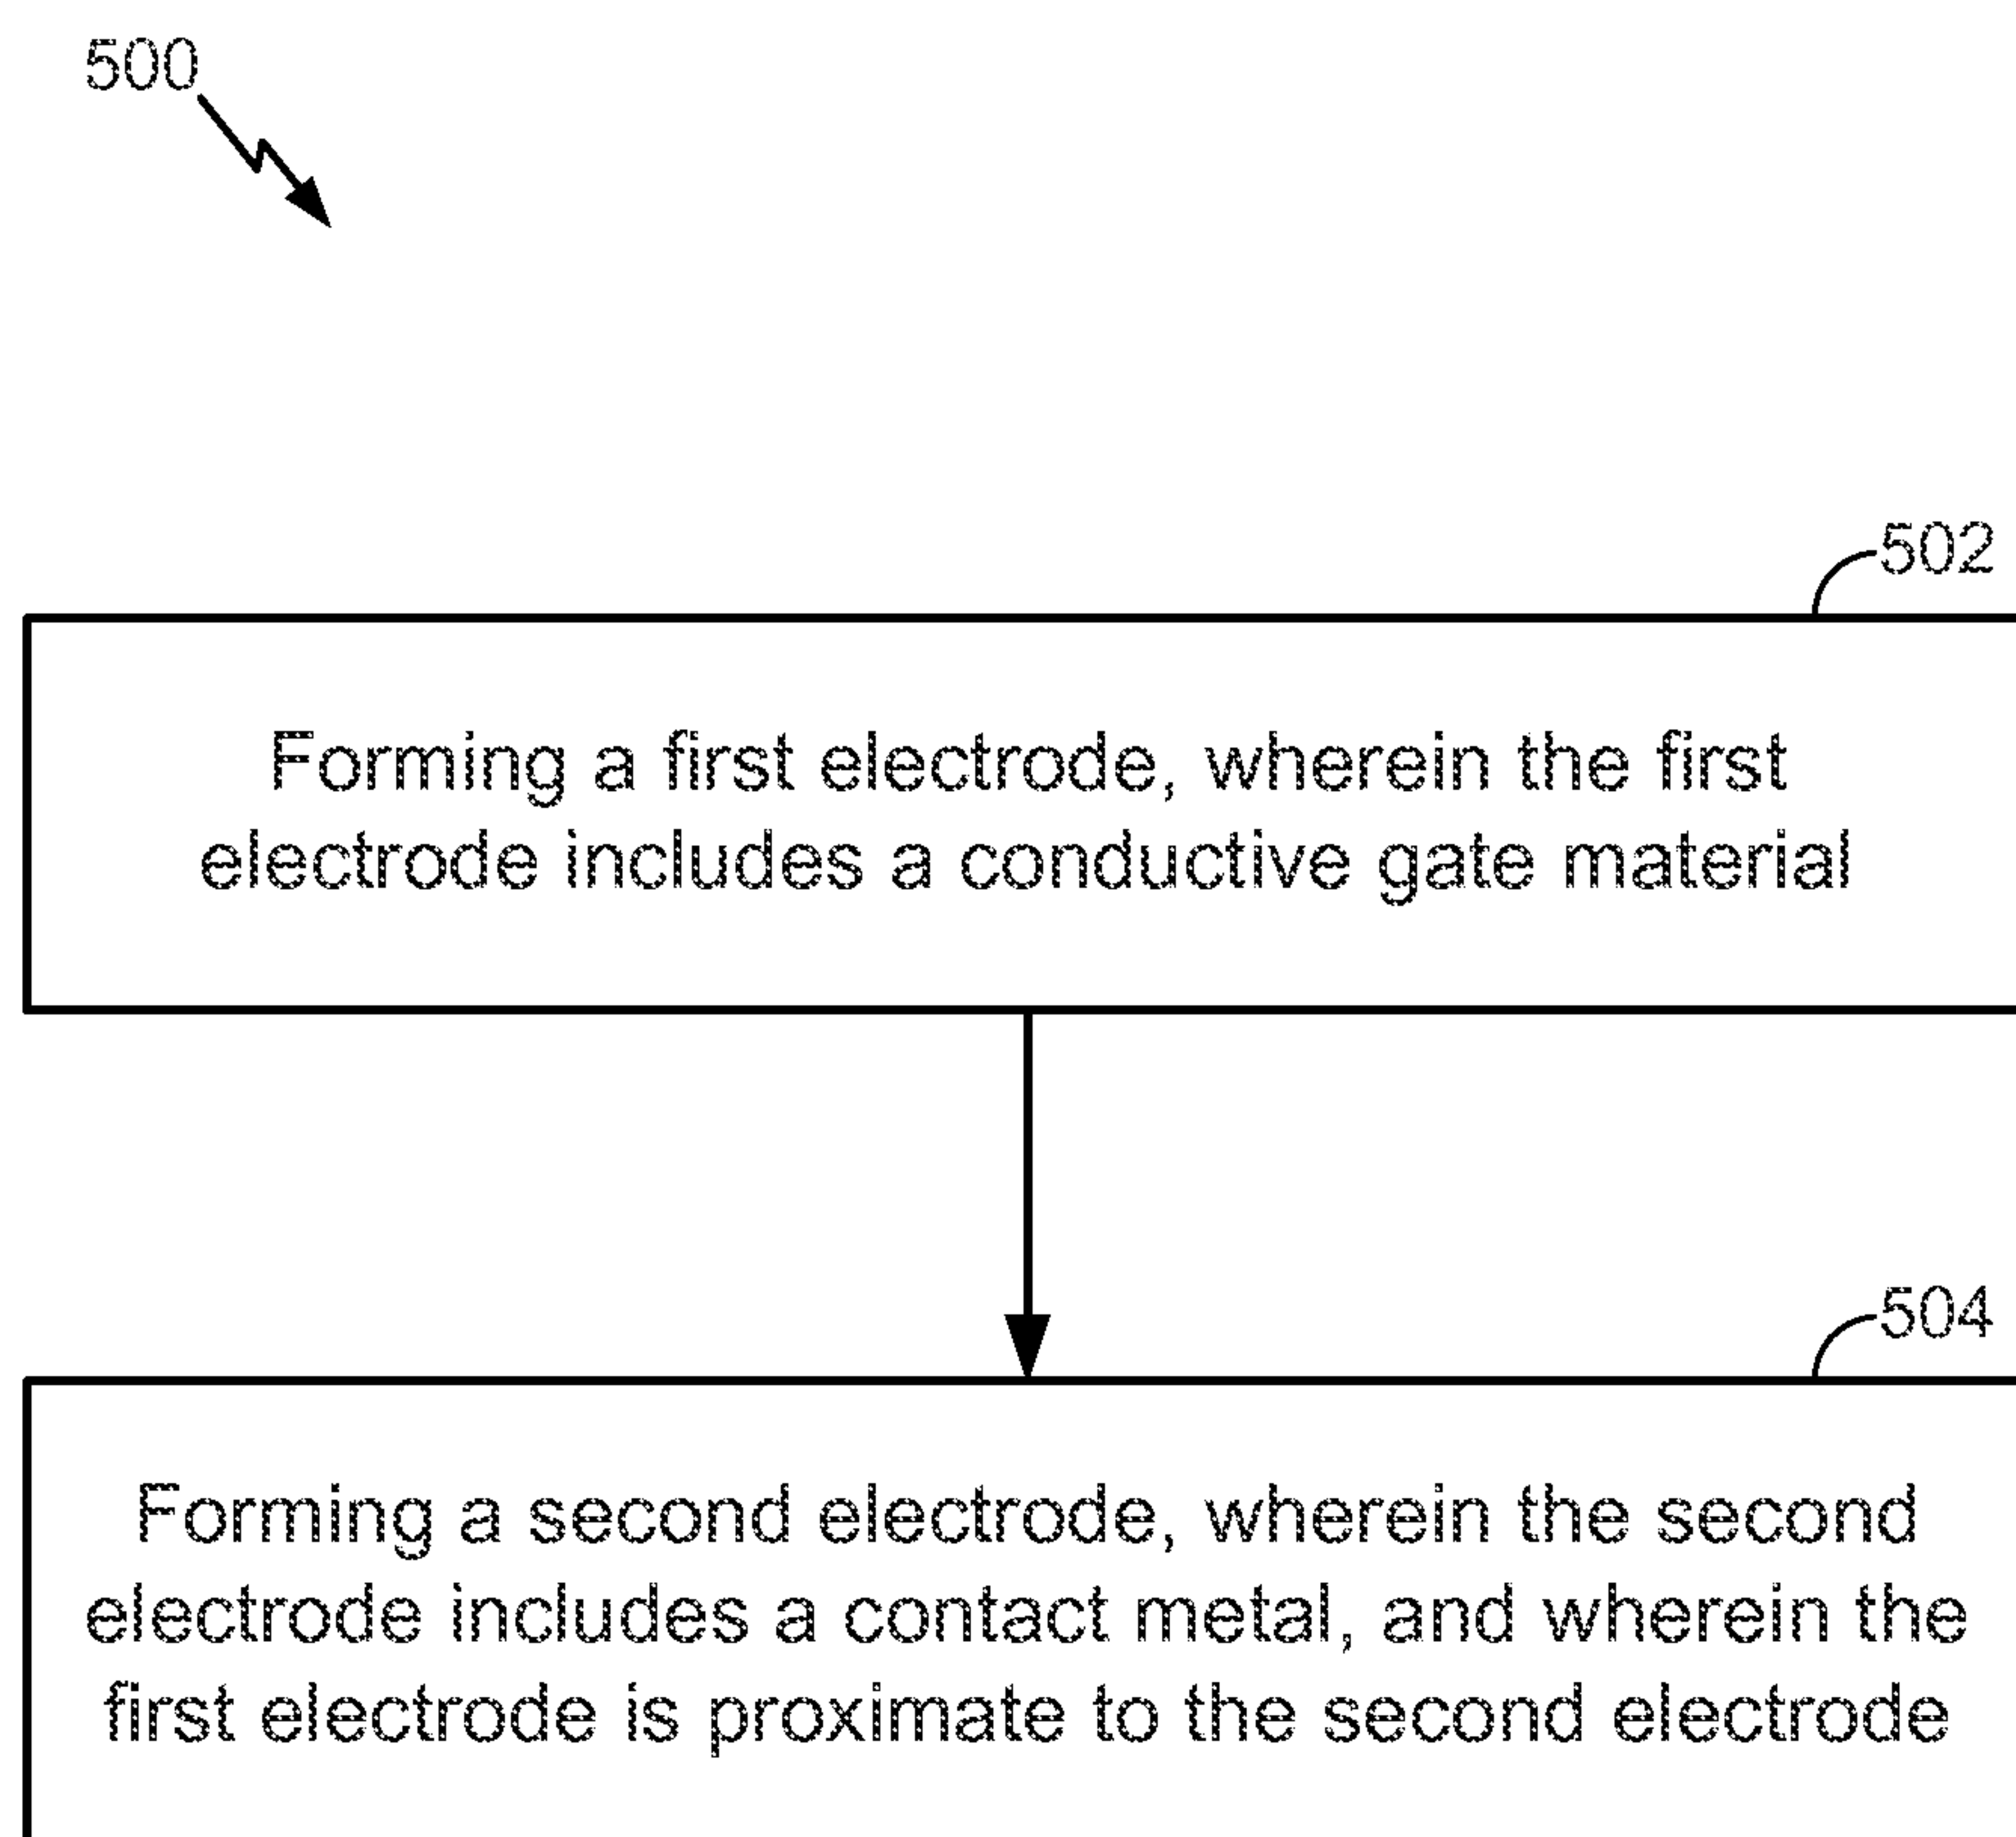 500
502
Forming a first electrode, wherein the first
electrode includes a conductive gate material
504
Forming a second electrode, wherein the second
electrode includes a contact metal, and wherein the
first electrode is proximate to the second electrode